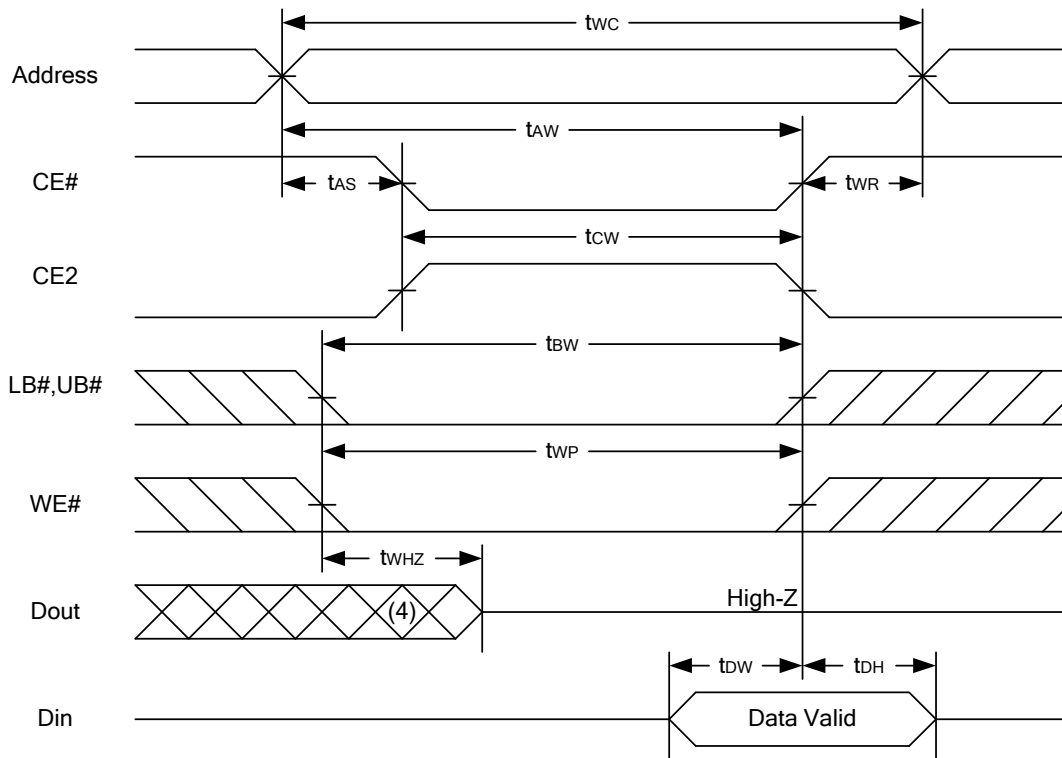 tWC
Address
tAW
CE#
tAS
tWR
tCW
CE2
tBW
LB#,UB#
tWP
WE#
tWHZ
Dout
(4)
High-Z
tDW
tDH
Din
Data Valid